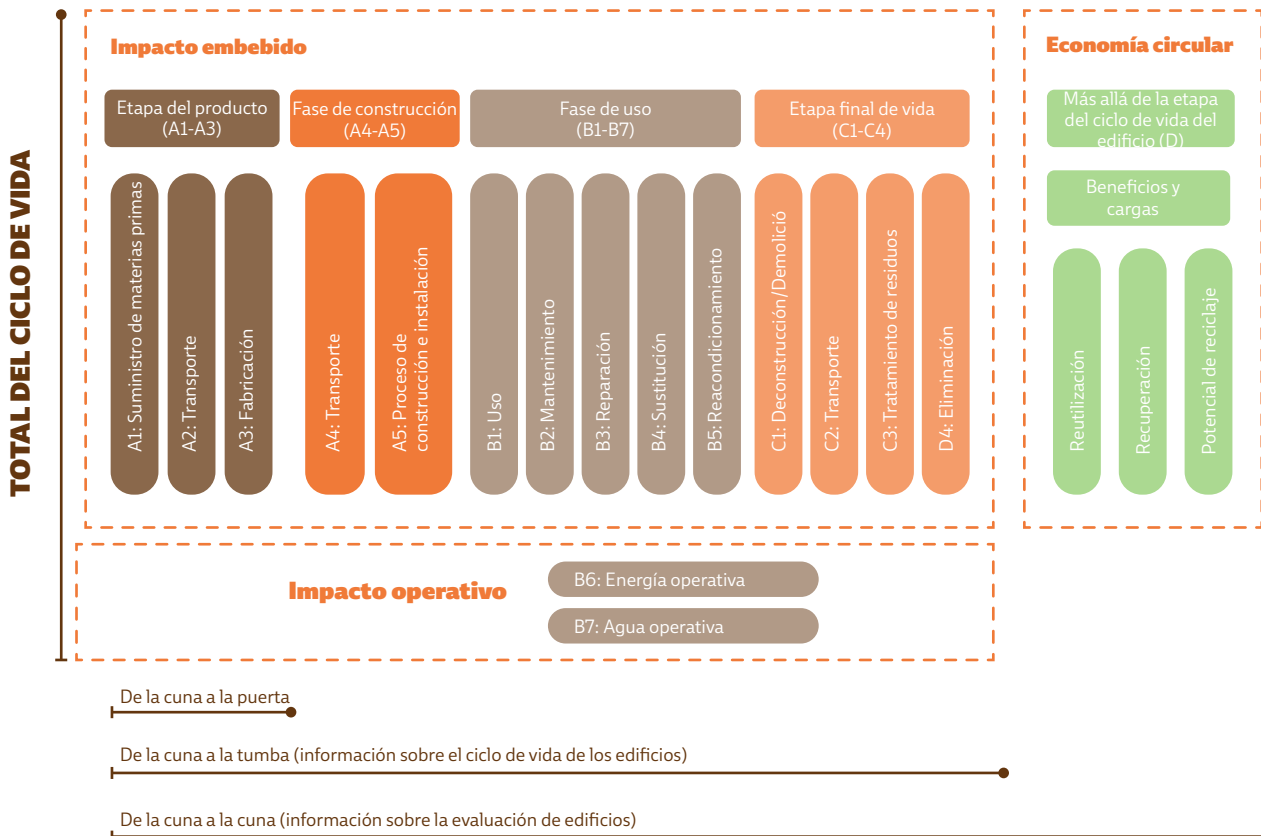 TOTAL DEL CICLO DE VIDA
Impacto embebido
Etapa del producto
(A1-A3)
Fase de construcción
(A4-A5)
Fase de uso
(B1-B7)
Etapa final de vida
(C1-C4)
A1: Suministro de materias primas
A2: Transporte
A3: Fabricación
A4: Transporte
A5: Proceso de
construcción e instalación
B1: Uso
B2: Mantenimiento
B3: Reparación
B4: Sustitución
B5: Reacondicionamiento
C1: Deconstrucción/Demolició
C2: Transporte
C3: Tratamiento de residuos
D4: Eliminación
Economía circular
Más allá de la etapa
del ciclo de vida del
edificio (D)
Beneficios y
cargas
Reutilización
Recuperación
Potencial de reciclaje
Impacto operativo
B6: Energía operativa
B7: Agua operativa
De la cuna a la puerta
De la cuna a la tumba (información sobre el ciclo de vida de los edificios)
De la cuna a la cuna (información sobre la evaluación de edificios)